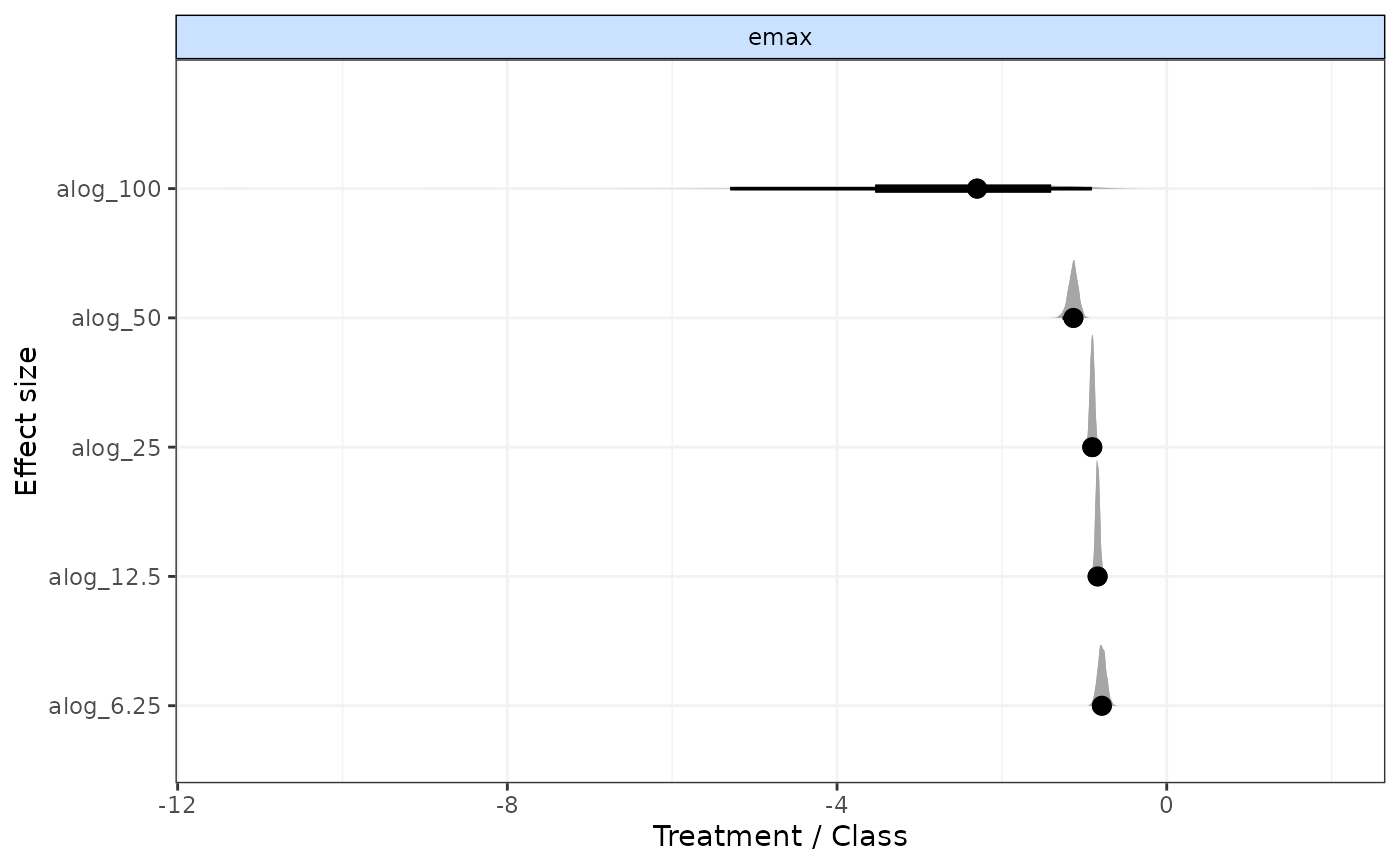 emax
alog_100
alog_50
alog_25
alog_12.5
alog_6.25
Effect size
-12 -8 -4 0
Treatment / Class